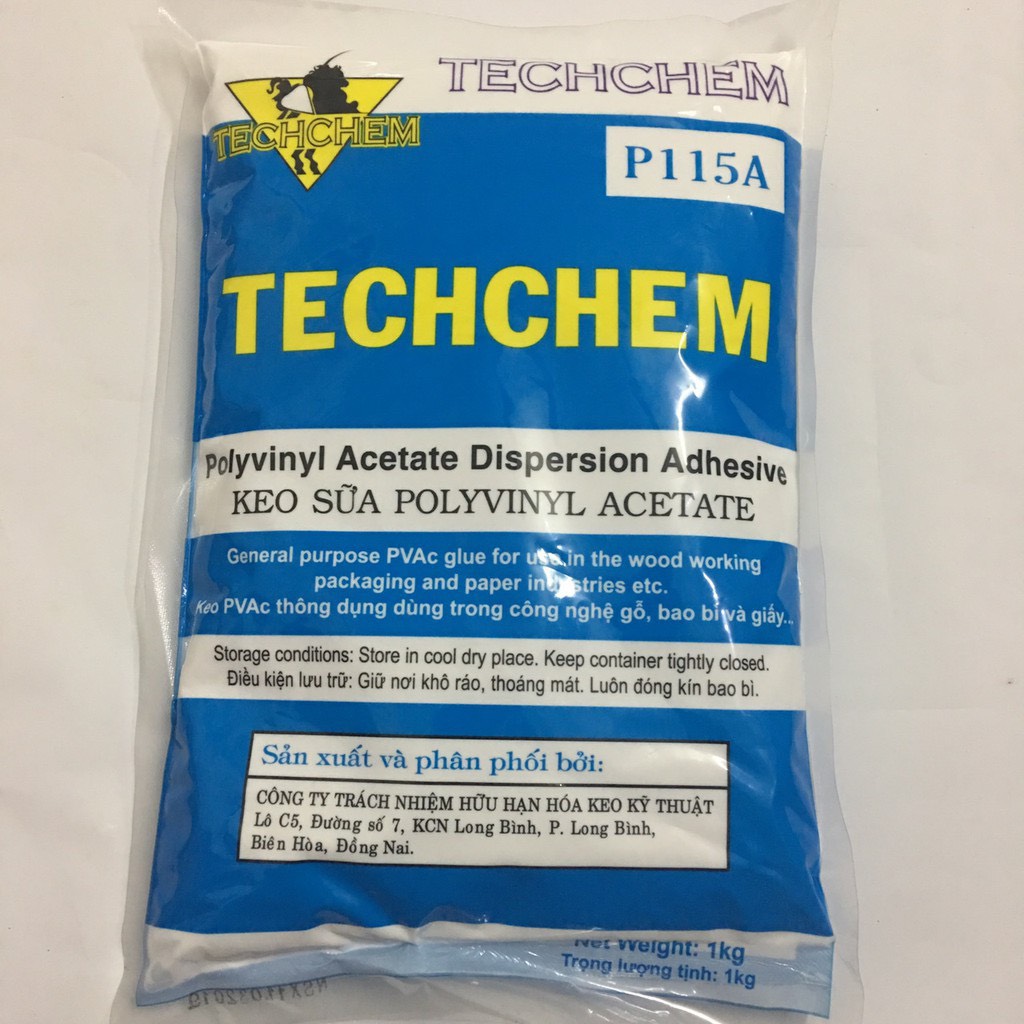 TECHCHEM
TECHCHEM
P115A
TECHCHEM
Polyvinyl Acetate Dispersion Adhesive
KEO SỮA POLYVINYL ACETATE
General purpose PVAc glue for use in the wood working
packaging and paper industries etc.
Keo PVAc thông dụng dùng trong công nghệ gỗ, bao bì và giấy...
Storage conditions: Store in cool dry place. Keep container tightly closed.
Điều kiện lưu trữ: Giữ nơi khô ráo, thoáng mát. Luôn đóng kín bao bì.
Sản xuất và phân phối bởi:
CÔNG TY TRÁCH NHIỆM HỮU HẠN HÓA KEO KỸ THUẬT
Lô C5, Đường số 7, KCN Long Bình, P. Long Bình,
Biên Hòa, Đồng Nai.
Net Weight: 1kg
Trọng lượng tịnh: 1kg